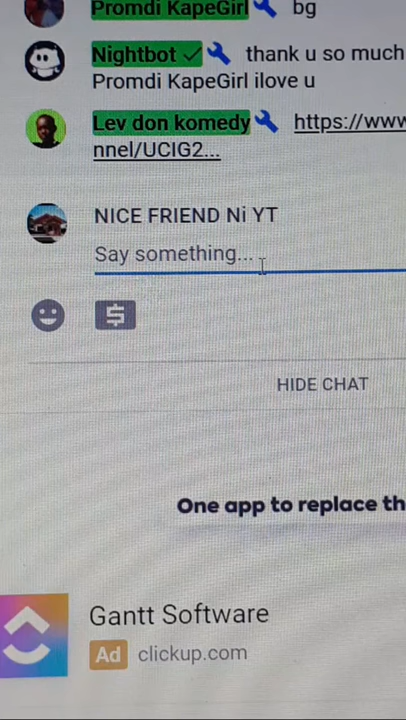 Promdi KapeGirl bg
Nightbot thank u so much
Promdi KapeGirl ilove u
Lev don komedy https://www
nnel/UCIG2...
NICE FRIEND Ni YT
Say something...
HIDE CHAT
One app to replace th
Gantt Software
Ad clickup.com